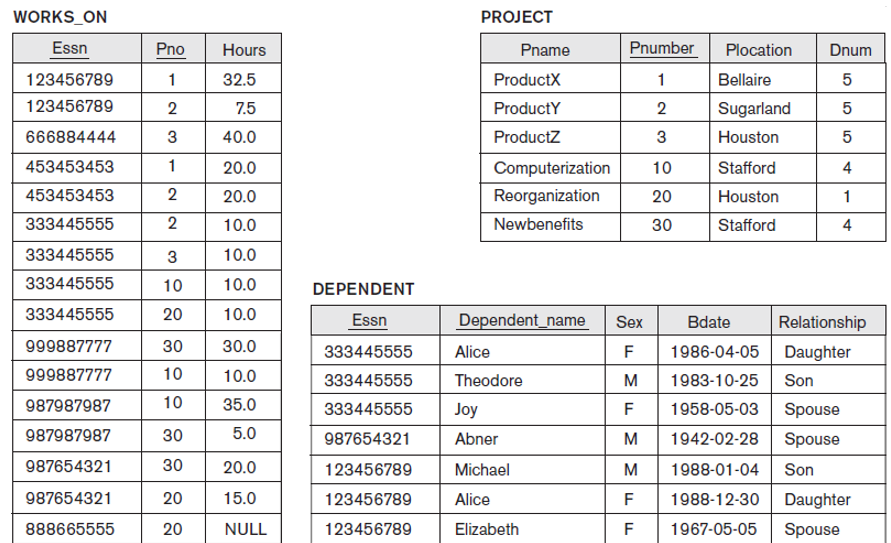 WORKS_ON
Essn Pno Hours
123456789 1 32.5
123456789 2 7.5
666884444 3 40.0
453453453 1 20.0
453453453 2 20.0
333445555 2 10.0
333445555 3 10.0
333445555 10 10.0
333445555 20 10.0
999887777 30 30.0
999887777 10 10.0
987987987 10 35.0
987987987 30 5.0
987654321 30 20.0
987654321 20 15.0
888665555 20 NULL
PROJECT
Pname Pnumber Plocation Dnum
ProductX 1 Bellaire 5
ProductY 2 Sugarland 5
ProductZ 3 Houston 5
Computerization 10 Stafford 4
Reorganization 20 Houston 1
Newbenefits 30 Stafford 4
DEPENDENT
Essn Dependent_name Sex Bdate Relationship
333445555 Alice F 1986-04-05 Daughter
333445555 Theodore M 1983-10-25 Son
333445555 Joy F 1958-05-03 Spouse
987654321 Abner M 1942-02-28 Spouse
123456789 Michael M 1988-01-04 Son
123456789 Alice F 1988-12-30 Daughter
123456789 Elizabeth F 1967-05-05 Spouse